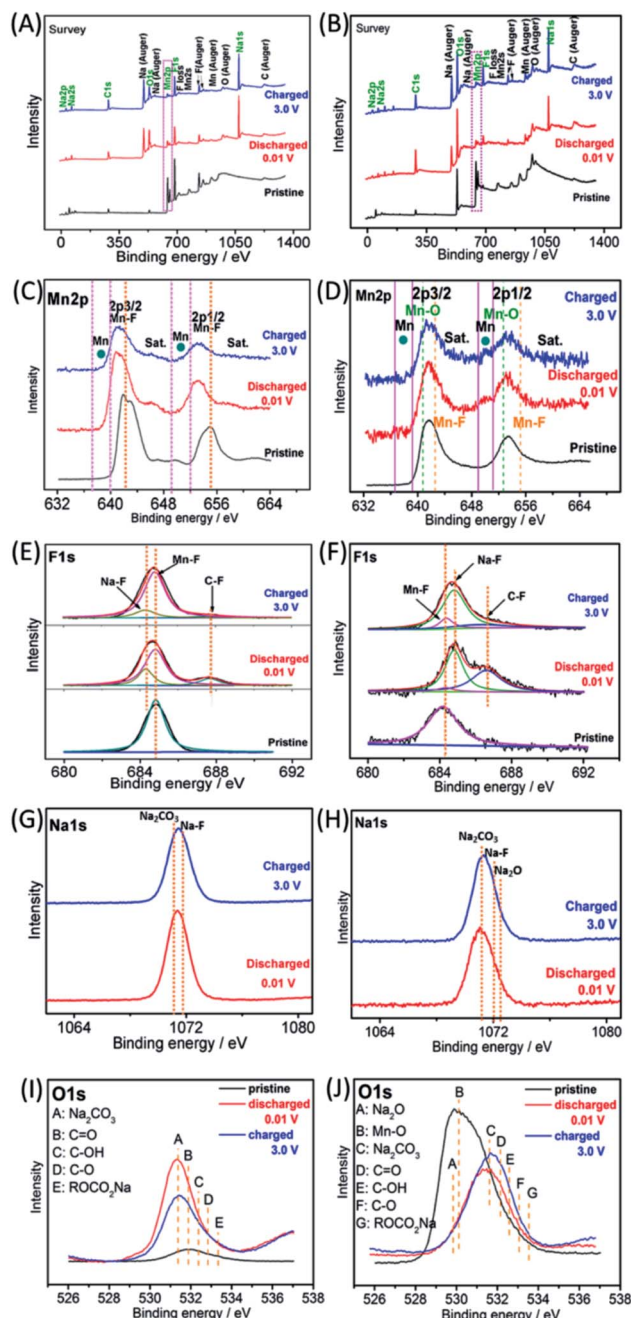 (A)
Survey
Na2p
Na2s
C1s
Na (Auger)
O1s
Na (Auger)
Mn2p
F1s
F loss
Mn2s
F(Auger)
Mn (Auger)
O (Auger)
Na1s
C (Auger)
Charged
3.0 V
Discharged
0.01 V
Pristine
Intensity
0 350 700 1050 1400
Binding energy / eV
(B)
Survey
Na2p
Na2s
C1s
Na (Auger)
O1s
Na (Auger)
Mn2p
F1s
F loss
Mn2s
F (Auger)
Mn (Auger)
O (Auger)
Na1s
C (Auger)
Charged
3.0 V
Discharged
0.01 V
Pristine
Intensity
0 350 700 1050 1400
Binding energy / eV
(C)
Mn2p
2p3/2
Mn-F
2p1/2
Mn-F
Mn
Sat.
Mn
Sat.
Charged
3.0 V
Discharged
0.01 V
Pristine
Intensity
632 640 648 656 664
Binding energy / eV
(D)
Mn2p
2p3/2
Mn-O
2p1/2
Mn-O
Mn
Sat.
Mn
Sat.
Charged
3.0 V
Discharged
0.01 V
Mn-F
Mn-F
Pristine
Intensity
632 640 648 656 664
Binding energy / eV
(E)
F1s
Na-F
Mn-F
C-F
Charged
3.0 V
Discharged
0.01 V
Pristine
Intensity
680 684 688 692
Binding energy / eV
(F)
F1s
Mn-F
Na-F
C-F
Charged
3.0 V
Discharged
0.01 V
Pristine
Intensity
680 684 688 692
Binding energy / eV
(G)
Na1s
Na₂CO₃
Na-F
Charged
3.0 V
Discharged
0.01 V
Intensity
1064 1072 1080
Binding energy / eV
(H)
Na1s
Na₂CO₃
Na-F
Na₂O
Charged
3.0 V
Discharged
0.01 V
Intensity
1064 1072 1080
Binding energy / eV
(I)
O1s
A: Na₂CO₃
B: C=O
C: C-OH
D: C-O
E: ROCO₂Na
pristine
discharged
0.01 V
charged
3.0 V
A
B
C
D
E
Intensity
526 528 530 532 534 536 538
Binding energy / eV
(J)
O1s
A: Na₂O
B: Mn-O
C: Na₂CO₃
D: C=O
E: C-OH
F: C-O
G: ROCO₂Na
pristine
discharged
0.01 V
charged
3.0 V
B
A
C
D
E
F
G
Intensity
526 528 530 532 534 536 538
Binding energy / eV